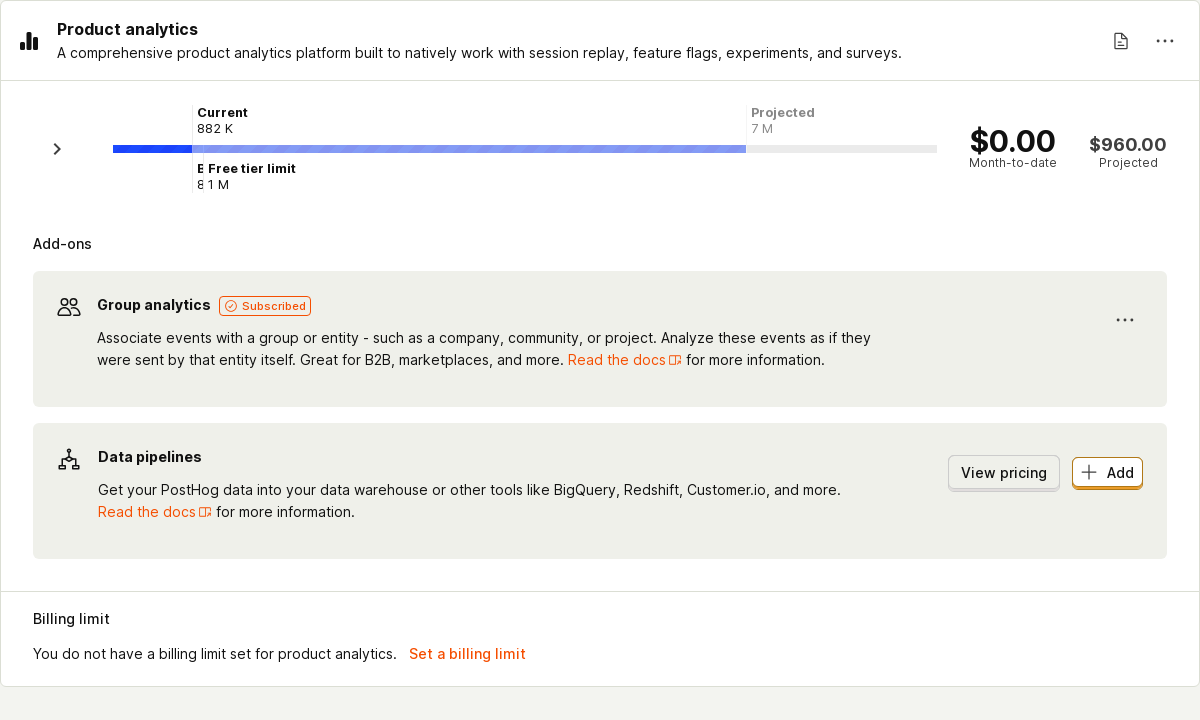 Product analytics
A comprehensive product analytics platform built to natively work with session replay, feature flags, experiments, and surveys.
Current
882 K
Projected
7 M
Free tier limit
1 M
$0.00
Month-to-date
$960.00
Projected
Add-ons
Group analytics Subscribed
Associate events with a group or entity - such as a company, community, or project. Analyze these events as if they
were sent by that entity itself. Great for B2B, marketplaces, and more. Read the docs for more information.
Data pipelines
Get your PostHog data into your data warehouse or other tools like BigQuery, Redshift, Customer.io, and more.
Read the docs for more information.
View pricing
Add
Billing limit
You do not have a billing limit set for product analytics. Set a billing limit